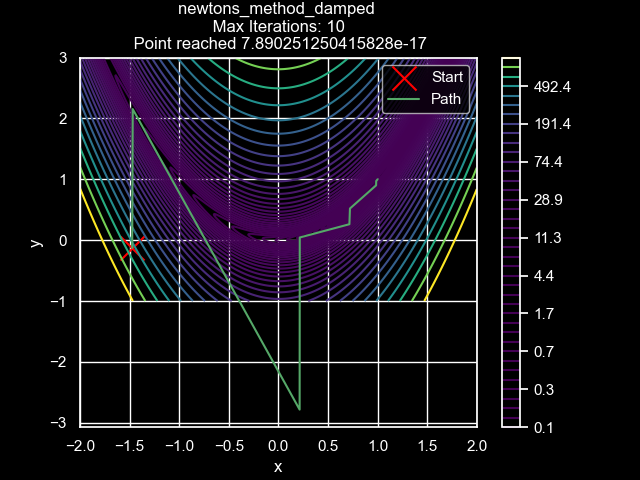 newtons_method_damped
Max Iterations: 10
Point reached 7.890251250415828e-17
Start
Path
3
2
1
0
−1
−2
−3
y
−2.0 −1.5 −1.0 −0.5 0.0 0.5 1.0 1.5 2.0
x
492.4
191.4
74.4
28.9
11.3
4.4
1.7
0.7
0.3
0.1